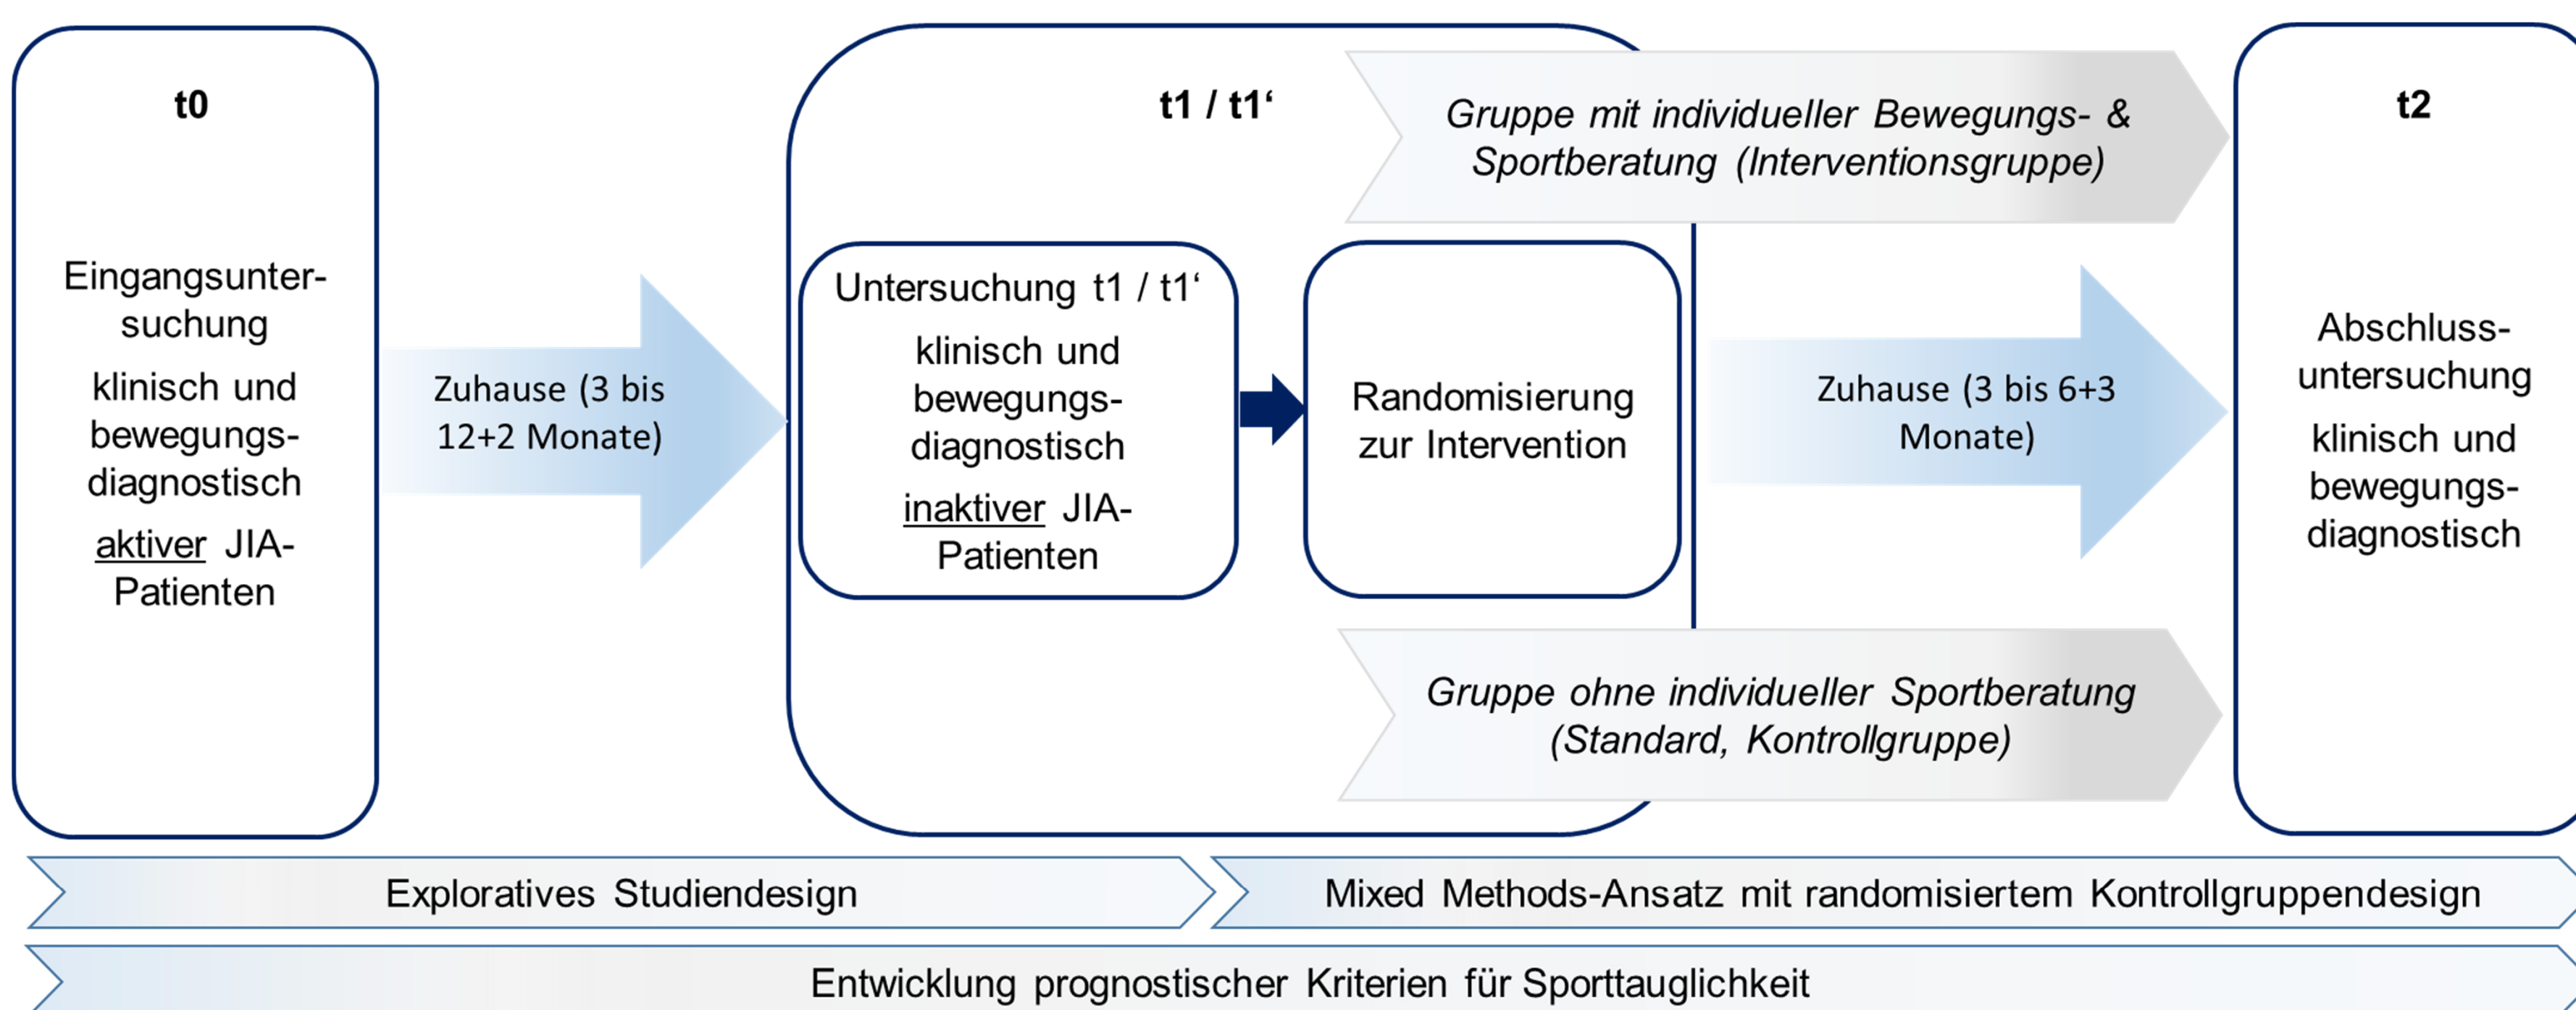 t0
Eingangsunter-
suchung
klinisch und
bewegungs-
diagnostisch
aktiver JIA-
Patienten
Zuhause (3 bis
12+2 Monate)
t1 / t1‘
Untersuchung t1 / t1‘
klinisch und
bewegungs-
diagnostisch
inaktiver JIA-
Patienten
Randomisierung
zur Intervention
Gruppe mit individueller Bewegungs- &
Sportberatung (Interventionsgruppe)
Zuhause (3 bis 6+3
Monate)
Gruppe ohne individueller Sportberatung
(Standard, Kontrollgruppe)
t2
Abschluss-
untersuchung
klinisch und
bewegungs-
diagnostisch
Exploratives Studiendesign
Mixed Methods-Ansatz mit randomisiertem Kontrollgruppendesign
Entwicklung prognostischer Kriterien für Sporttauglichkeit